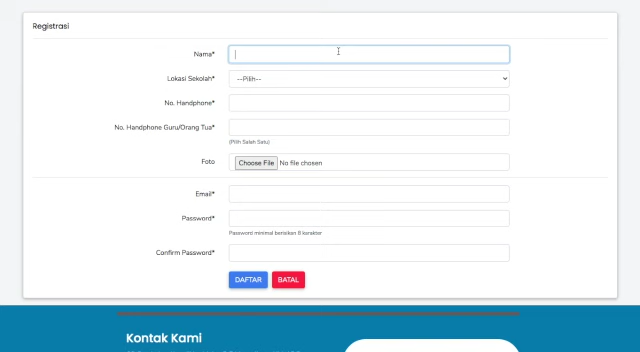 Registrasi
Nama*
Lokasi Sekolah*
--Pilih--
No. Handphone*
No. Handphone Guru/Orang Tua*
(Pilih Salah Satu)
Foto
Choose File No file chosen
Email*
Password*
Password minimal berisikan 8 karakter
Confirm Password*
DAFTAR BATAL
Kontak Kami